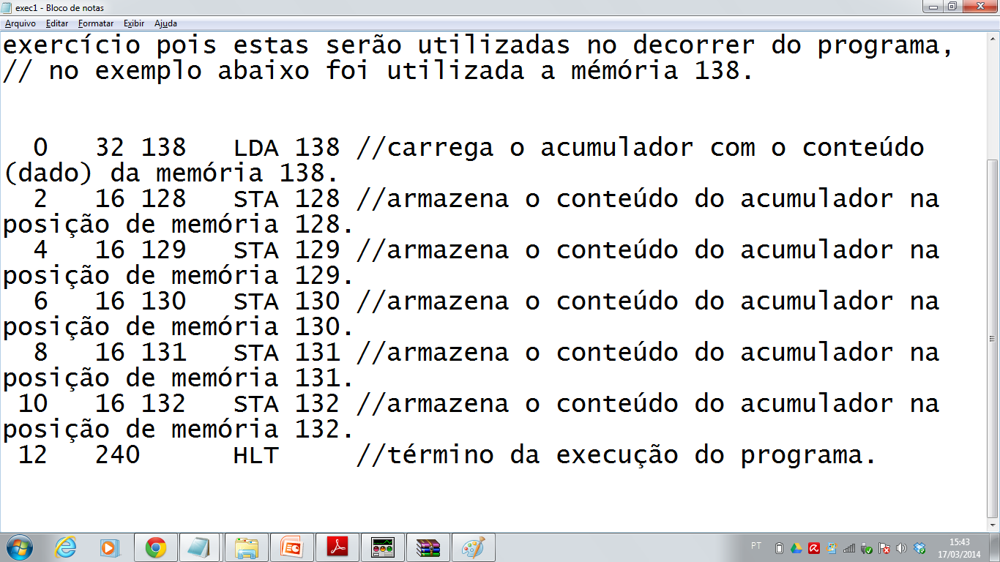 exec1 - Bloco de notas
Arquivo Editar Formatar Exibir Ajuda
exercício pois estas serão utilizadas no decorrer do programa,
// no exemplo abaixo foi utilizada a mémória 138.
0 32 138 LDA 138 //carrega o acumulador com o conteúdo
(dado) da memória 138.
2 16 128 STA 128 //armazena o conteúdo do acumulador na
posição de memória 128.
4 16 129 STA 129 //armazena o conteúdo do acumulador na
posição de memória 129.
6 16 130 STA 130 //armazena o conteúdo do acumulador na
posição de memória 130.
8 16 131 STA 131 //armazena o conteúdo do acumulador na
posição de memória 131.
10 16 132 STA 132 //armazena o conteúdo do acumulador na
posição de memória 132.
12 240 HLT //término da execução do programa.
PT
15:43
17/03/2014